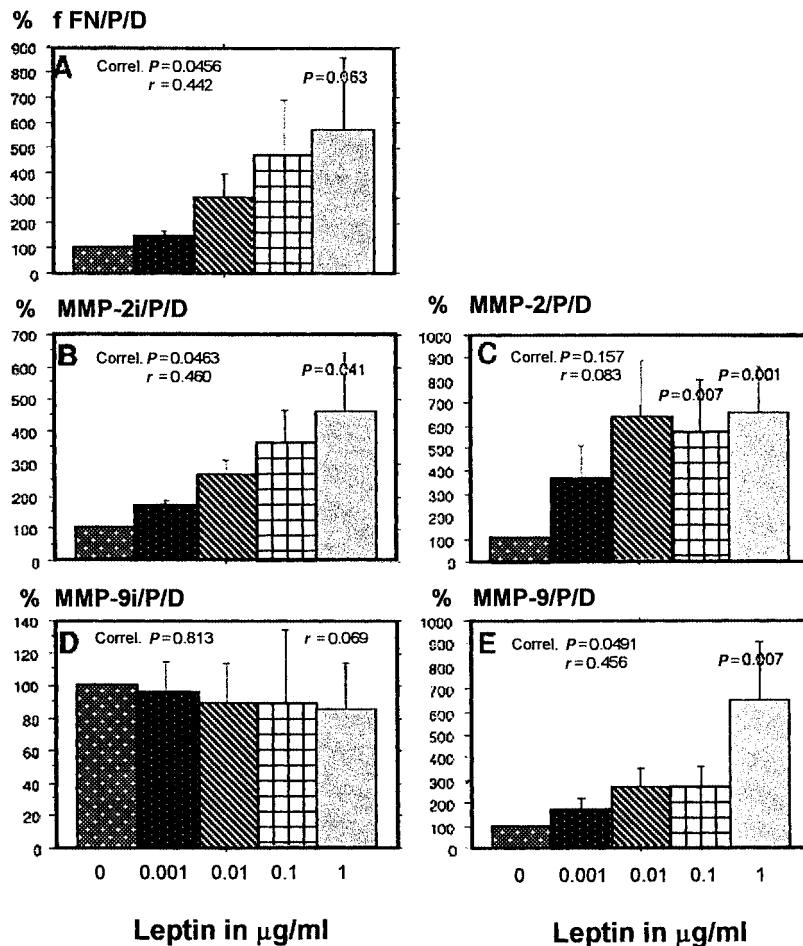 % f FN/P/D
900
800
700
600
500
400
300
200
100
0
A
Correl. P=0.0456
r = 0.442
P=0.063
% MMP-2i/P/D
700
600
500
400
300
200
100
0
B
Correl. P=0.0463
r = 0.460
P=0.041
% MMP-2/P/D
1000
900
800
700
600
500
400
300
200
100
0
C
Correl. P=0.157
r = 0.083
P=0.007
P=0.001
% MMP-9i/P/D
140
120
100
80
60
40
20
0
D
Correl. P=0.813
r = 0.069
0 0.001 0.01 0.1 1
Leptin in μg/ml
% MMP-9/P/D
1000
900
800
700
600
500
400
300
200
100
0
E
Correl. P=0.0491
r = 0.456
P=0.007
0 0.001 0.01 0.1 1
Leptin in μg/ml